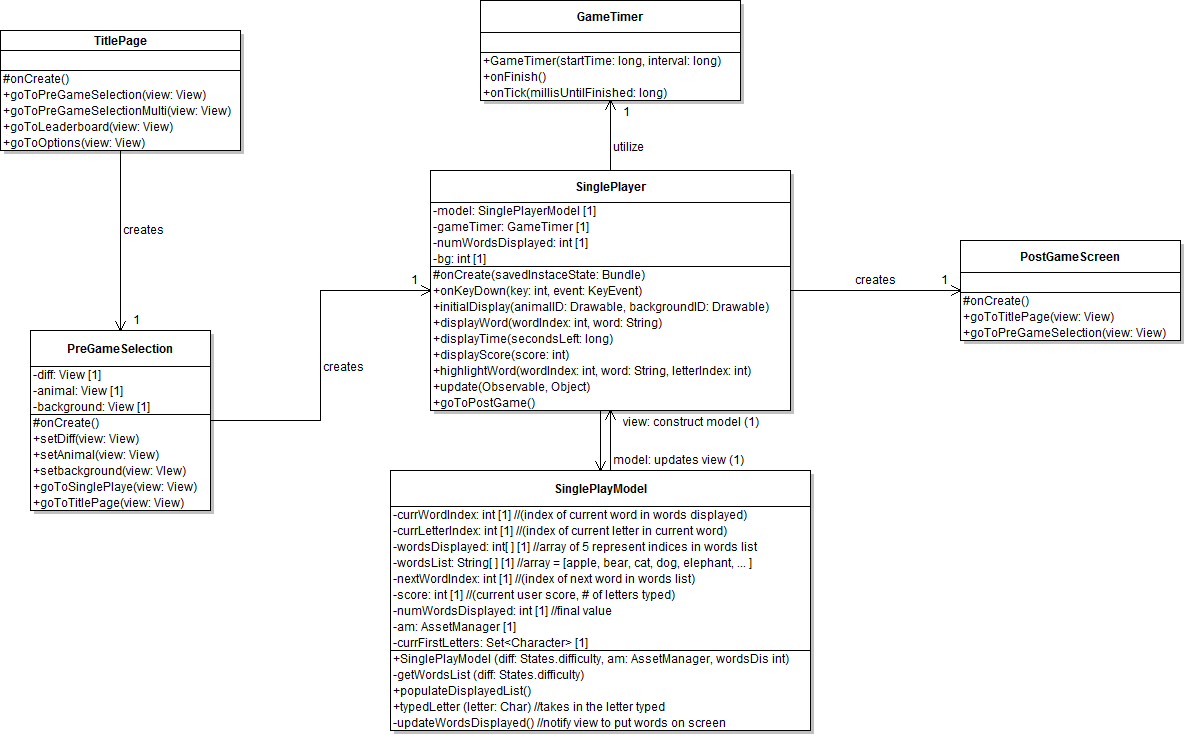 GameTimer
+GameTimer(startTime: long, interval: long)
+onFinish()
+onTick(millisUntilFinished: long)
TitlePage
#onCreate()
+goToPreGameSelection(view: View)
+goToPreGameSelectionMulti(view: View)
+goToLeaderboard(view: View)
+goToOptions(view: View)
1
utilize
creates
1
SinglePlayer
-model: SinglePlayerModel [1]
-gameTimer: GameTimer [1]
-numWordsDisplayed: int [1]
-bg: int [1]
#onCreate(savedInstaceState: Bundle)
+onKeyDown(key: int, event: KeyEvent)
+initialDisplay(animalID: Drawable, backgroundID: Drawable)
+displayWord(wordIndex: int, word: String)
+displayTime(secondsLeft: long)
+displayScore(score: int)
+highlightWord(wordIndex: int, word: String, letterIndex: int)
+update(Observable, Object)
+goToPostGame()
creates
1
PostGameScreen
#onCreate()
+goToTitlePage(view: View)
+goToPreGameSelection(view: View)
1
creates
PreGameSelection
-diff: View [1]
-animal: View [1]
-background: View [1]
#onCreate()
+setDiff(view: View)
+setAnimal(view: View)
+setbackground(view: VIew)
+goToSinglePlaye(view: View)
+goToTitlePage(view: View)
view: construct model (1)
model: updates view (1)
SinglePlayModel
-currWordIndex: int [1] //(index of current word in words displayed)
-currLetterIndex: int [1] //(index of current letter in current word)
-wordsDisplayed: int[ ] [1] //array of 5 represent indices in words list
-wordsList: String[ ] [1] //array = [apple, bear, cat, dog, elephant, ... ]
-nextWordIndex: int [1] //(index of next word in words list)
-score: int [1] //(current user score, # of letters typed)
-numWordsDisplayed: int [1] //final value
-am: AssetManager [1]
-currFirstLetters: Set<Character> [1]
+SinglePlayModel (diff: States.difficulty, am: AssetManager, wordsDis int)
-getWordsList (diff: States.difficulty)
+populateDisplayedList()
+typedLetter (letter: Char) //takes in the letter typed
-updateWordsDisplayed() //notify view to put words on screen